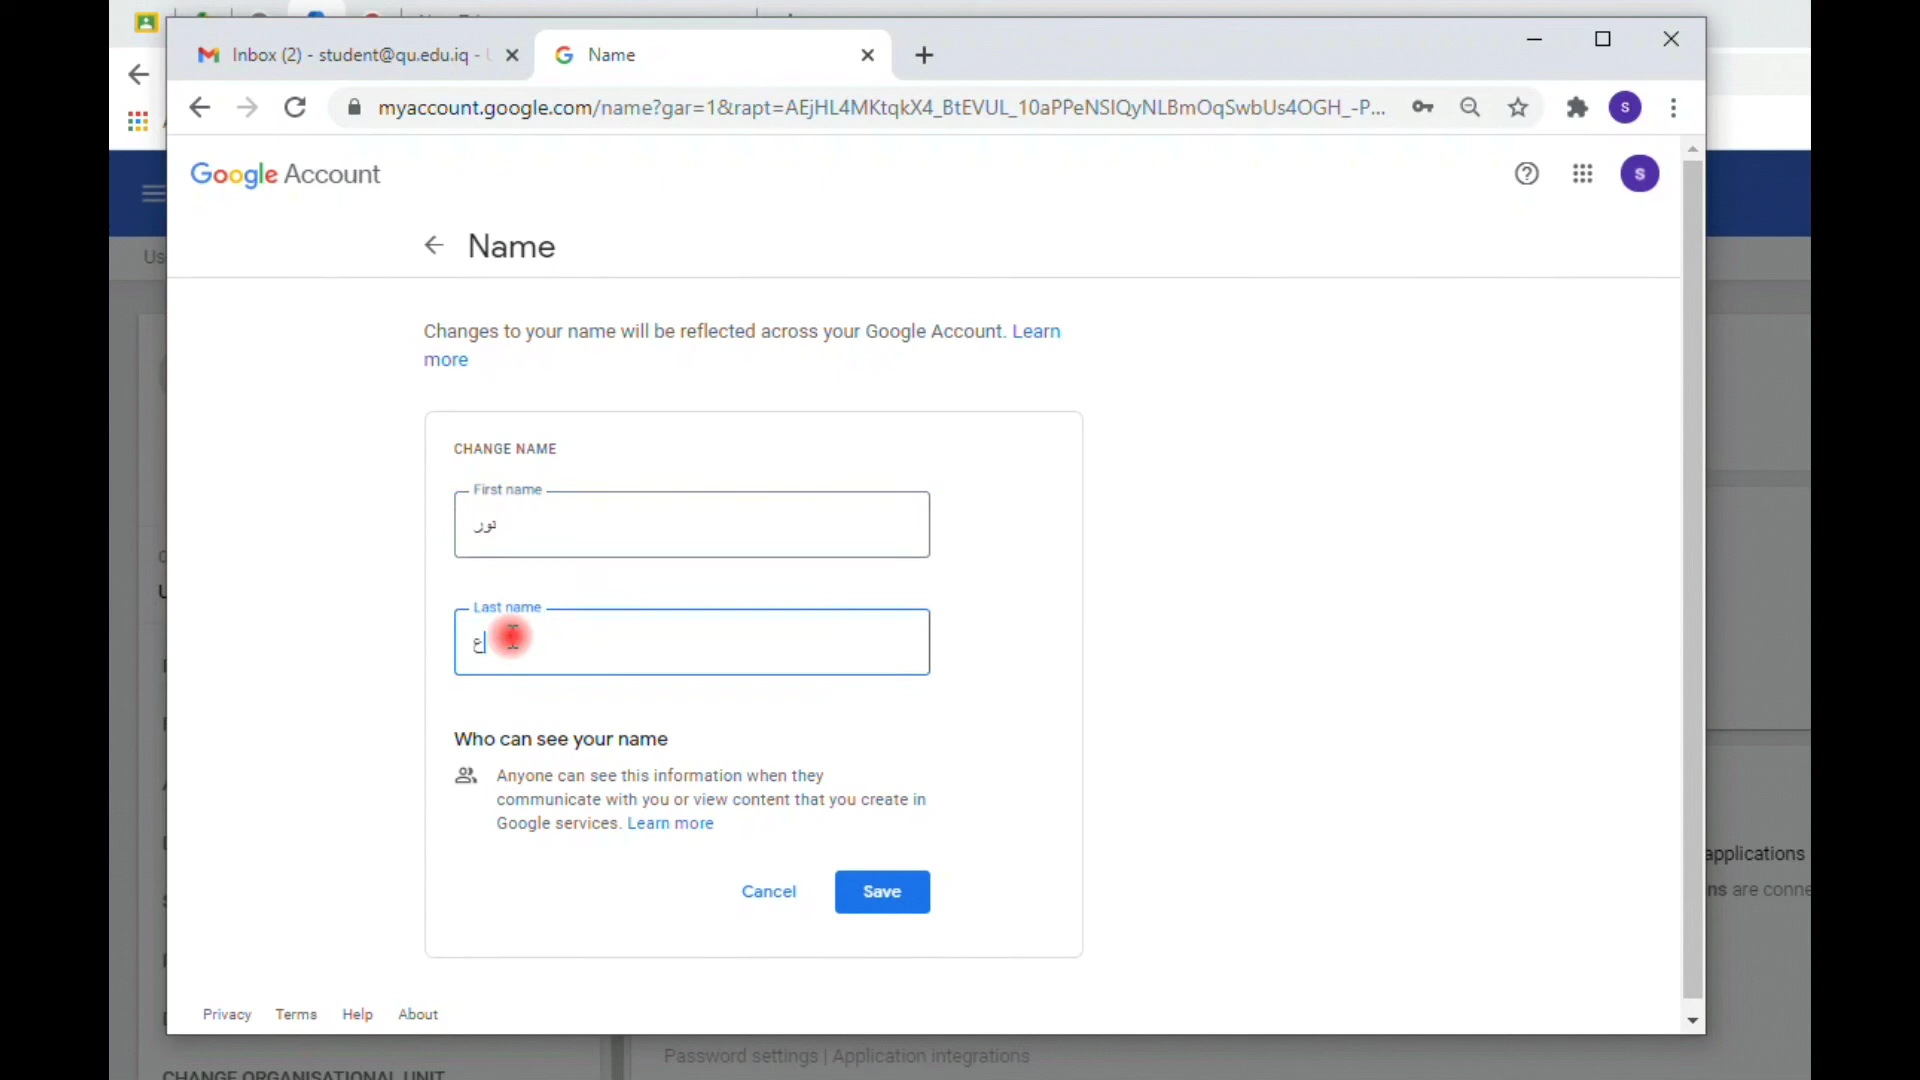 Inbox (2) - student@qu.edu.iq -
Name
myaccount.google.com/name?gar=1&rapt=AEjHL4MKtqkX4_BtEVUL_10aPPeNSIQyNLBmOqSwbUs4OGH_-P...
S
Google Account
S
Name
Changes to your name will be reflected across your Google Account. Learn
more
CHANGE NAME
First name
نور
Last name
ع
Who can see your name
Anyone can see this information when they
communicate with you or view content that you create in
Google services. Learn more
Cancel
Save
applications
are conne
Privacy
Terms
Help
About
Password settings | Application integrations
CHANGE ORGANISATIONAL UNIT